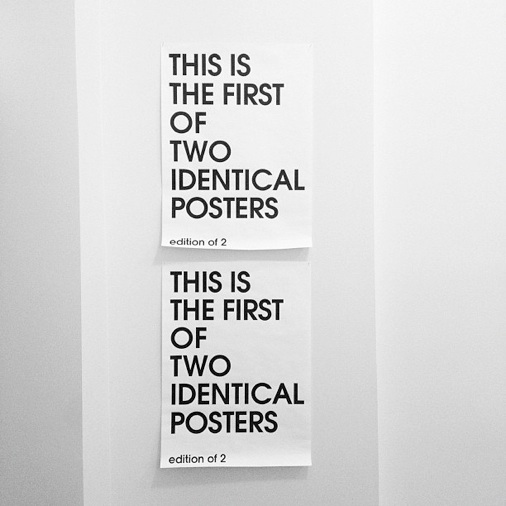 THIS IS
THE FIRST
OF
TWO
IDENTICAL
POSTERS
edition of 2
THIS IS
THE FIRST
OF
TWO
IDENTICAL
POSTERS
edition of 2